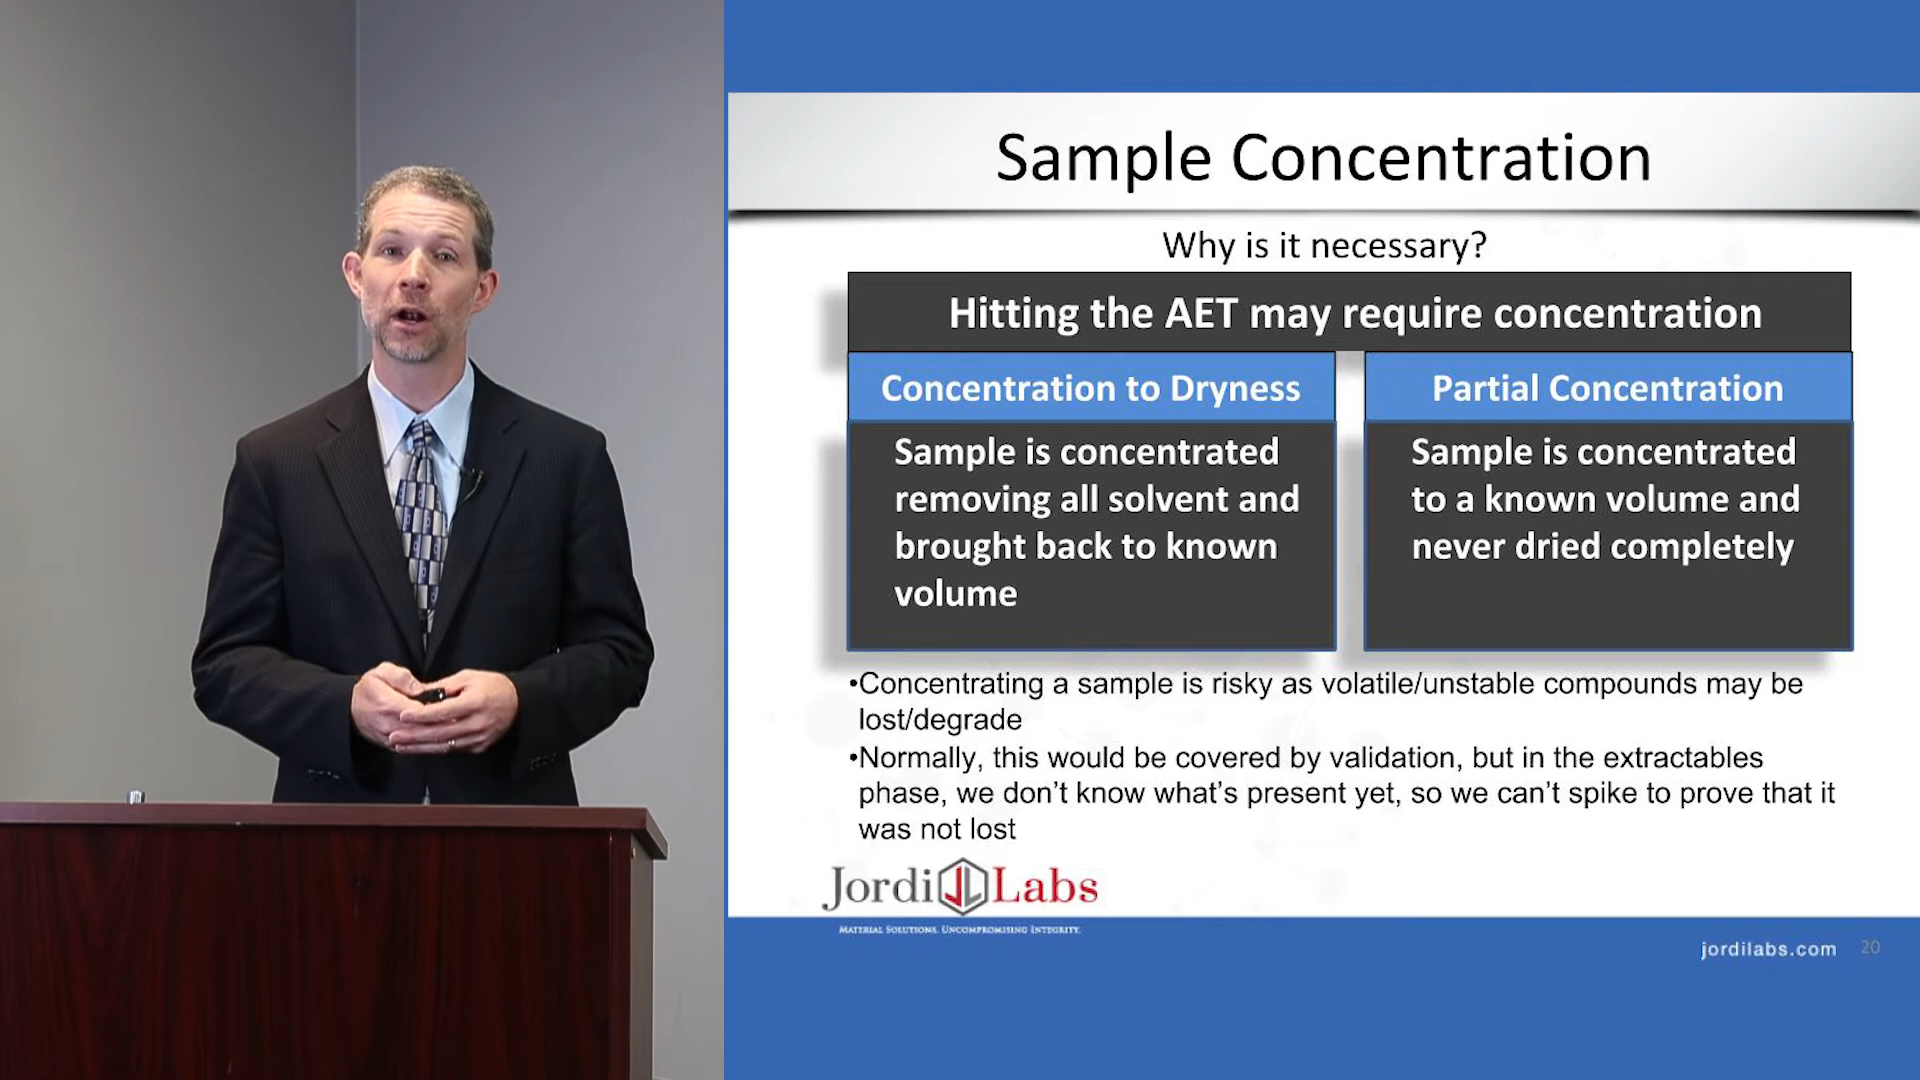 Sample Concentration
Why is it necessary?
Hitting the AET may require concentration
Concentration to Dryness
Sample is concentrated
removing all solvent and
brought back to known
volume
Partial Concentration
Sample is concentrated
to a known volume and
never dried completely
•Concentrating a sample is risky as volatile/unstable compounds may be
lost/degrade
•Normally, this would be covered by validation, but in the extractables
phase, we don’t know what’s present yet, so we can’t spike to prove that it
was not lost
Jordi JL Labs
MATERIAL SOLUTIONS. UNCOMPROMISING INTEGRITY.
jordilabs.com 20